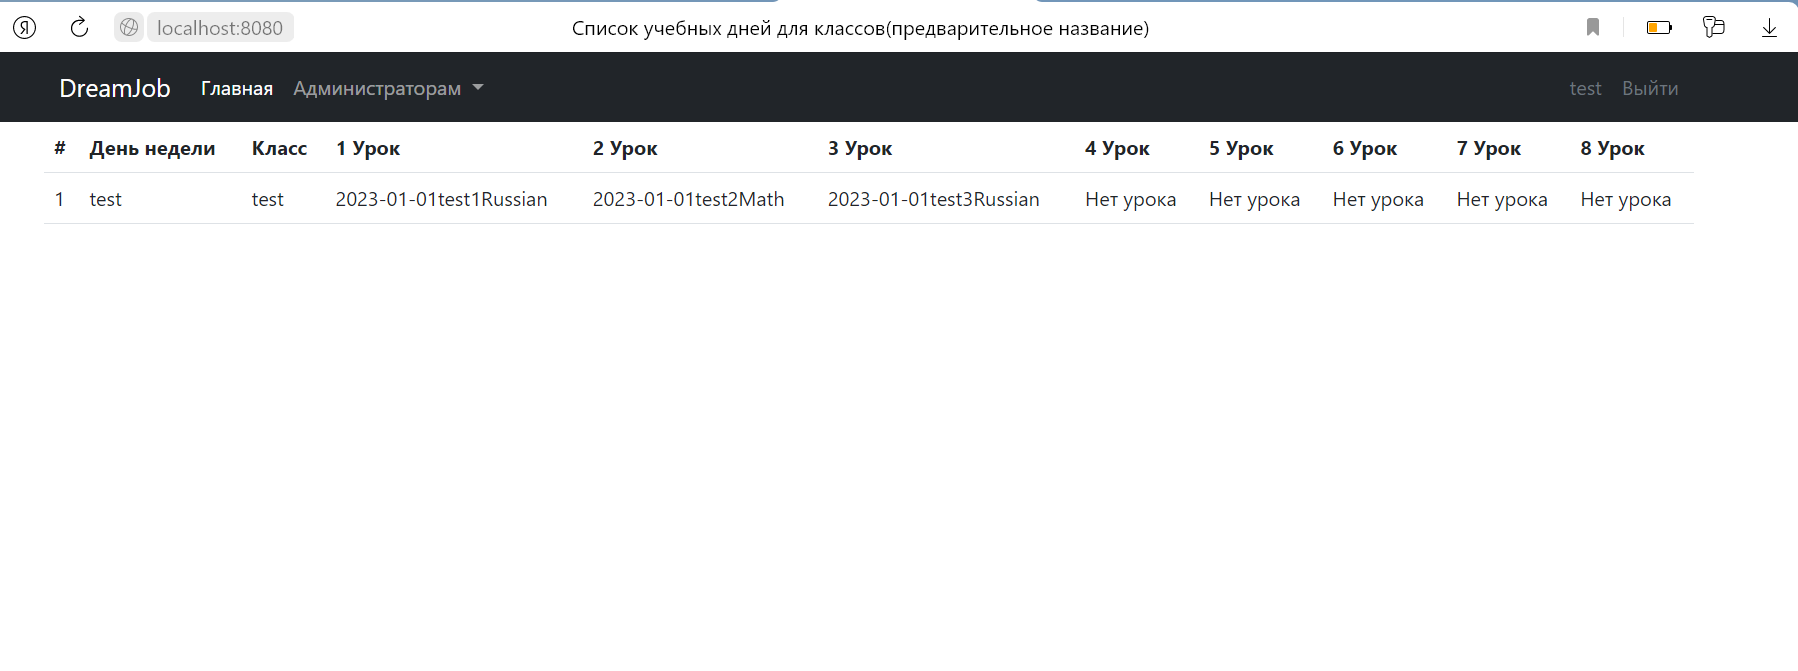 Я localhost:8080 Список учебных дней для классов(предварительное название)
DreamJob Главная Администраторам test Выйти
# День недели Класс 1 Урок 2 Урок 3 Урок 4 Урок 5 Урок 6 Урок 7 Урок 8 Урок
1 test test 2023-01-01test1Russian 2023-01-01test2Math 2023-01-01test3Russian Нет урока Нет урока Нет урока Нет урока Нет урока